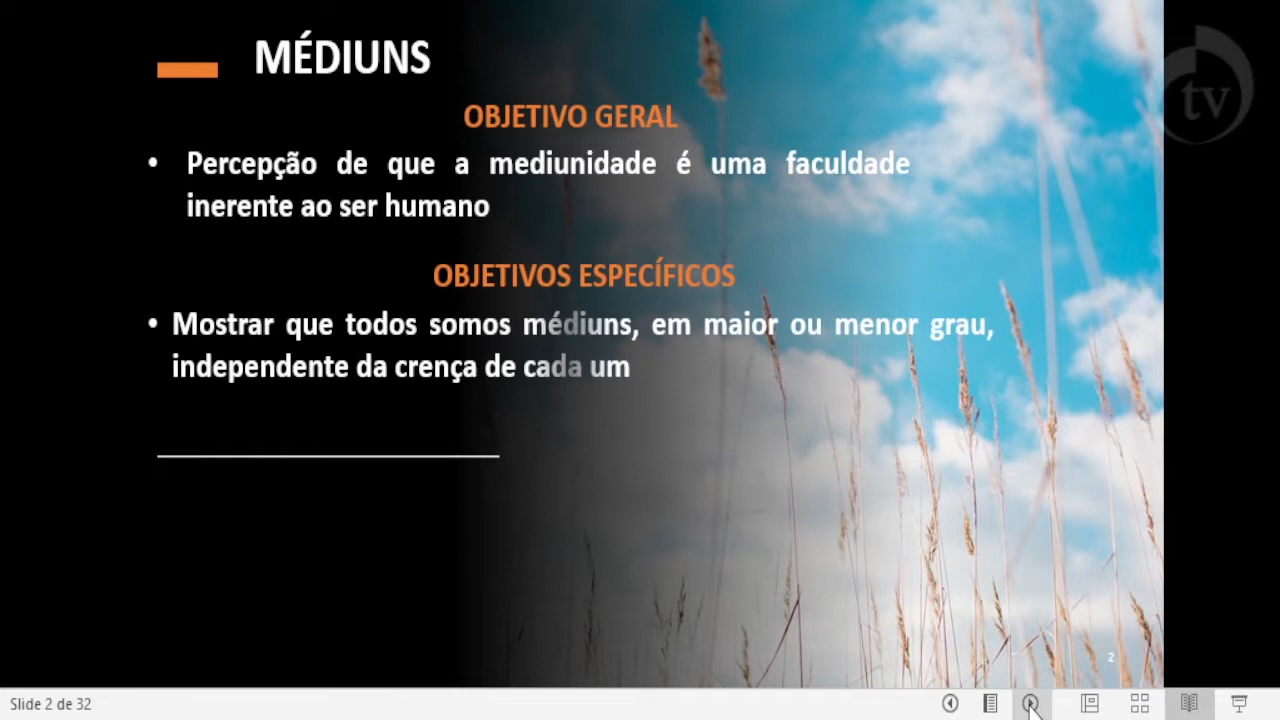 MÉDIUNS
OBJETIVO GERAL
• Percepção de que a mediunidade é uma faculdade
inerente ao ser humano
OBJETIVOS ESPECÍFICOS
• Mostrar que todos somos médiuns, em maior ou menor grau,
independente da crença de cada um
tv
2
Slide 2 de 32